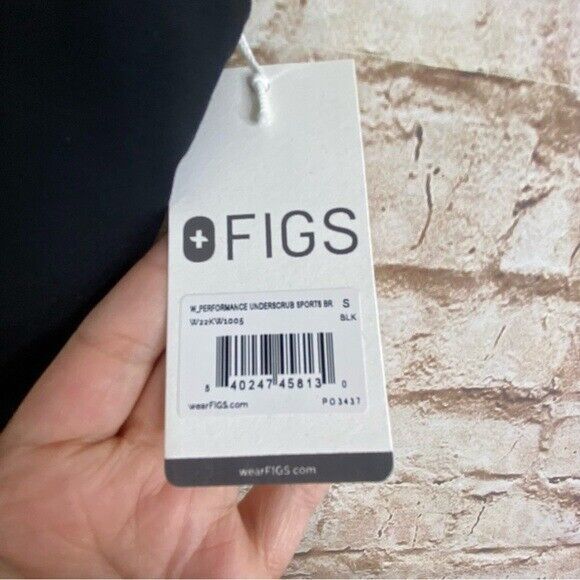 FIGS
W_PERFORMANCE UNDERSCRUB SPORTS BR S
W22KW1005 BLK
8 40247 45813 0
wearFIGS.com PO3437
wearFIGS.com